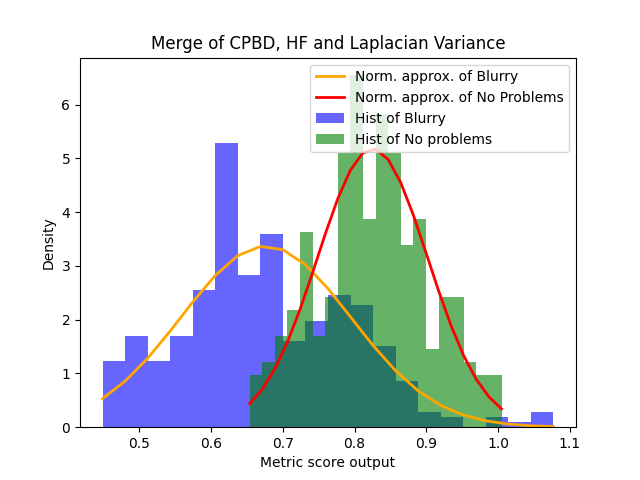 Merge of CPBD, HF and Laplacian Variance
Norm. approx. of Blurry
Norm. approx. of No Problems
Hist of Blurry
Hist of No problems
Density
6
5
4
3
2
1
0
0.5 0.6 0.7 0.8 0.9 1.0 1.1
Metric score output